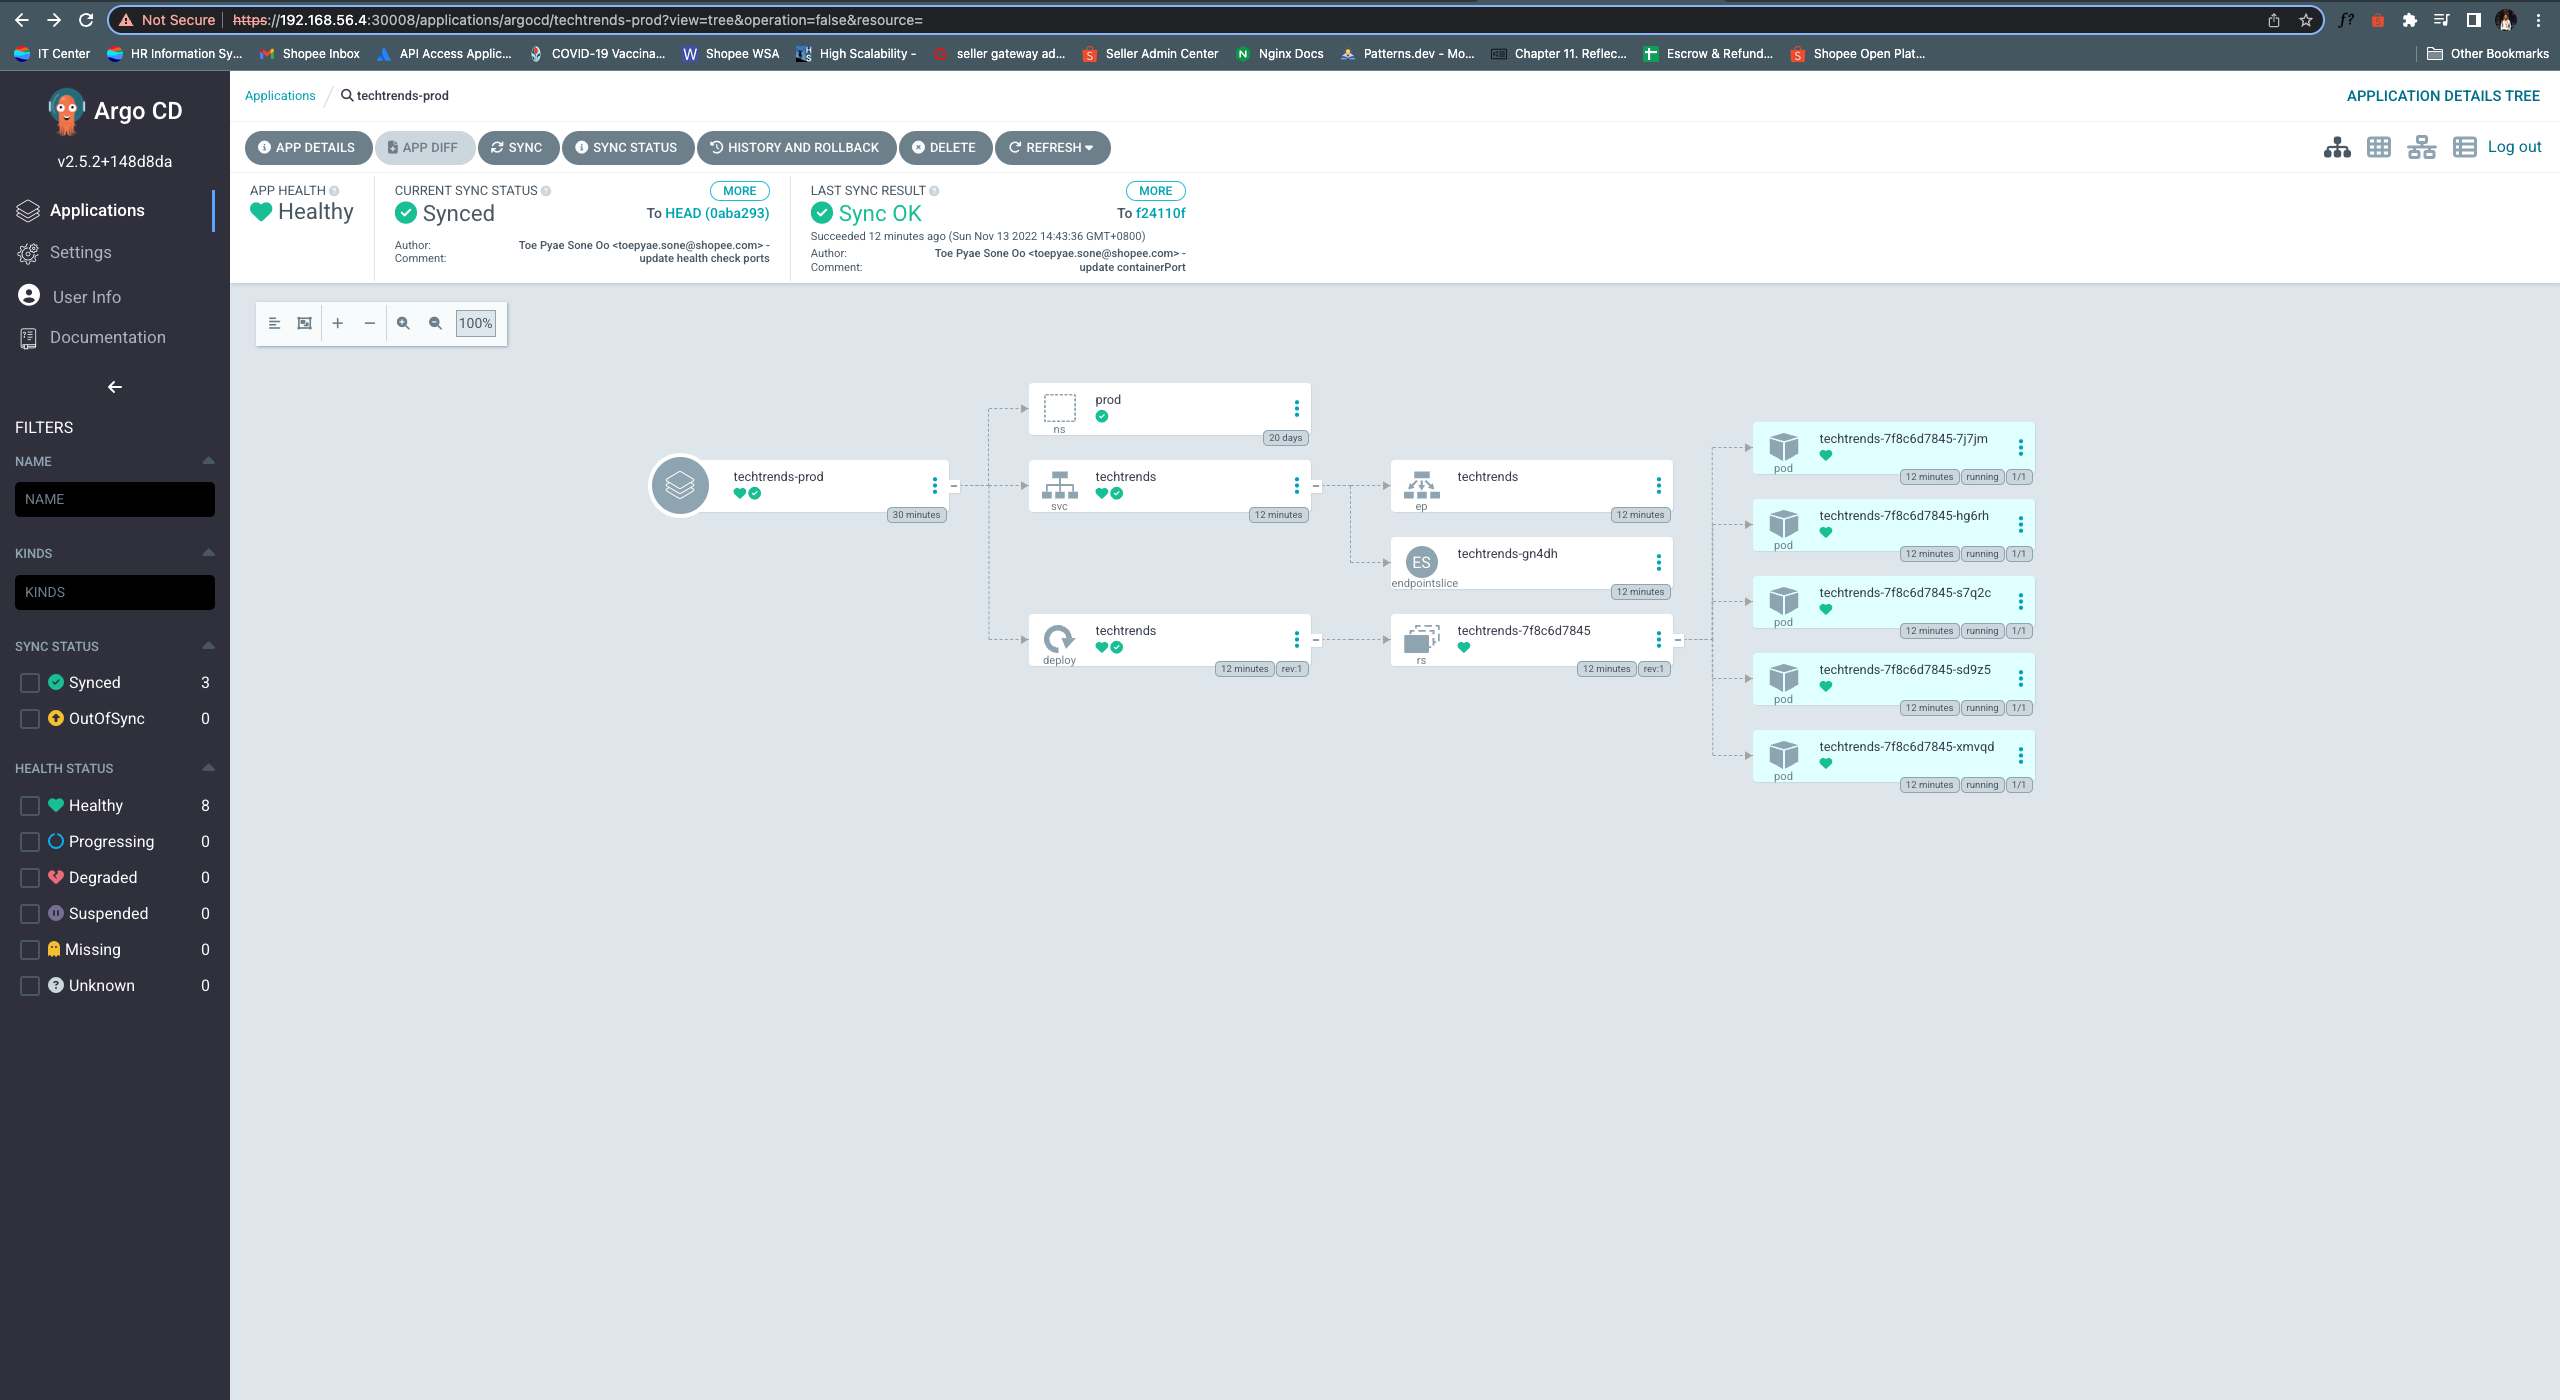 Not Secure https://192.168.56.4:30008/applications/argocd/techtrends-prod?view=tree&operation=false&resource=
IT Center HR Information Sy... Shopee Inbox API Access Applic... COVID-19 Vaccina... Shopee WSA High Scalability - seller gateway ad... Seller Admin Center Nginx Docs Patterns.dev - Mo... Chapter 11. Reflec... Escrow & Refund... Shopee Open Plat... Other Bookmarks
Argo CD
v2.5.2+148d8da
Applications
Settings
User Info
Documentation
FILTERS
NAME
NAME
KINDS
KINDS
SYNC STATUS
Synced 3
OutOfSync 0
HEALTH STATUS
Healthy 8
Progressing 0
Degraded 0
Suspended 0
Missing 0
Unknown 0
Applications / techtrends-prod
APPLICATION DETAILS TREE
APP DETAILS APP DIFF SYNC SYNC STATUS HISTORY AND ROLLBACK DELETE REFRESH
Log out
APP HEALTH
Healthy
CURRENT SYNC STATUS MORE
Synced To HEAD (0aba293)
Author: Toe Pyae Sone Oo <toepyae.sone@shopee.com> -
Comment: update health check ports
LAST SYNC RESULT MORE
Sync OK To f24110f
Succeeded 12 minutes ago (Sun Nov 13 2022 14:43:36 GMT+0800)
Author: Toe Pyae Sone Oo <toepyae.sone@shopee.com> -
Comment: update containerPort
100%
techtrends-prod
30 minutes
prod
ns
20 days
techtrends
svc
12 minutes
techtrends
deploy
12 minutes rev:1
techtrends
ep
12 minutes
ES
techtrends-gn4dh
endpointslice
12 minutes
techtrends-7f8c6d7845
rs
12 minutes rev:1
techtrends-7f8c6d7845-7j7jm
pod
12 minutes running 1/1
techtrends-7f8c6d7845-hg6rh
pod
12 minutes running 1/1
techtrends-7f8c6d7845-s7q2c
pod
12 minutes running 1/1
techtrends-7f8c6d7845-sd9z5
pod
12 minutes running 1/1
techtrends-7f8c6d7845-xmvqd
pod
12 minutes running 1/1